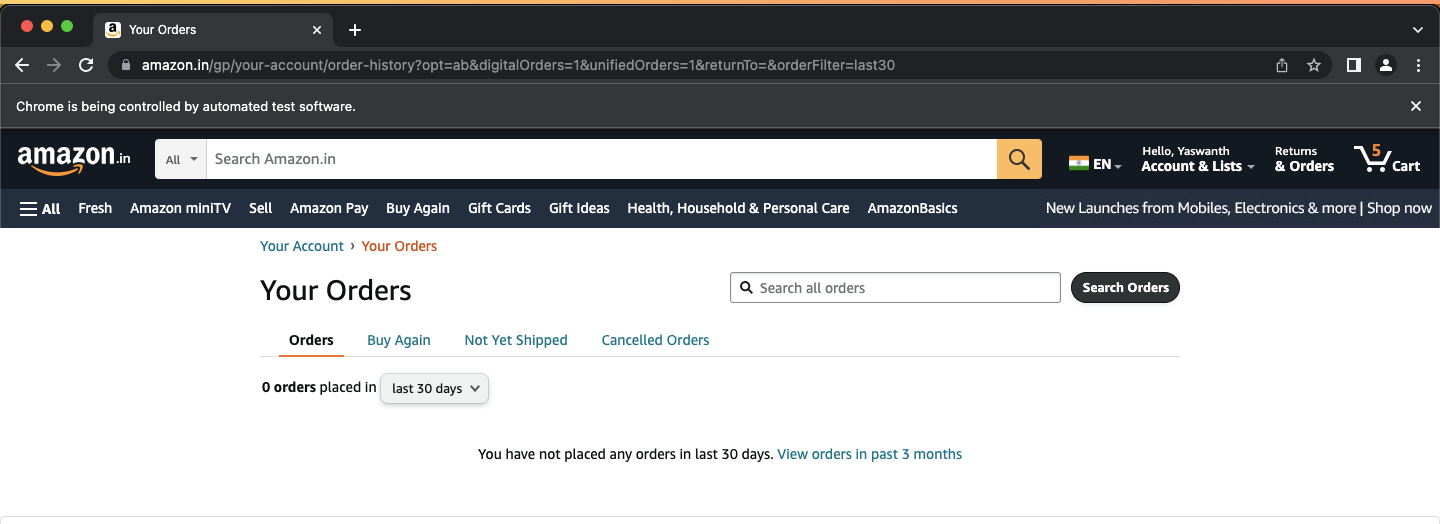 Your Orders
amazon.in/gp/your-account/order-history?opt=ab&digitalOrders=1&unifiedOrders=1&returnTo=&orderFilter=last30
Chrome is being controlled by automated test software.
amazon.in
All
Search Amazon.in
EN
Hello, Yaswanth
Account & Lists
Returns
& Orders
5
Cart
All Fresh Amazon miniTV Sell Amazon Pay Buy Again Gift Cards Gift Ideas Health, Household & Personal Care AmazonBasics New Launches from Mobiles, Electronics & more | Shop now
Your Account › Your Orders
Your Orders
Search all orders
Search Orders
Orders Buy Again Not Yet Shipped Cancelled Orders
0 orders placed in last 30 days
You have not placed any orders in last 30 days. View orders in past 3 months